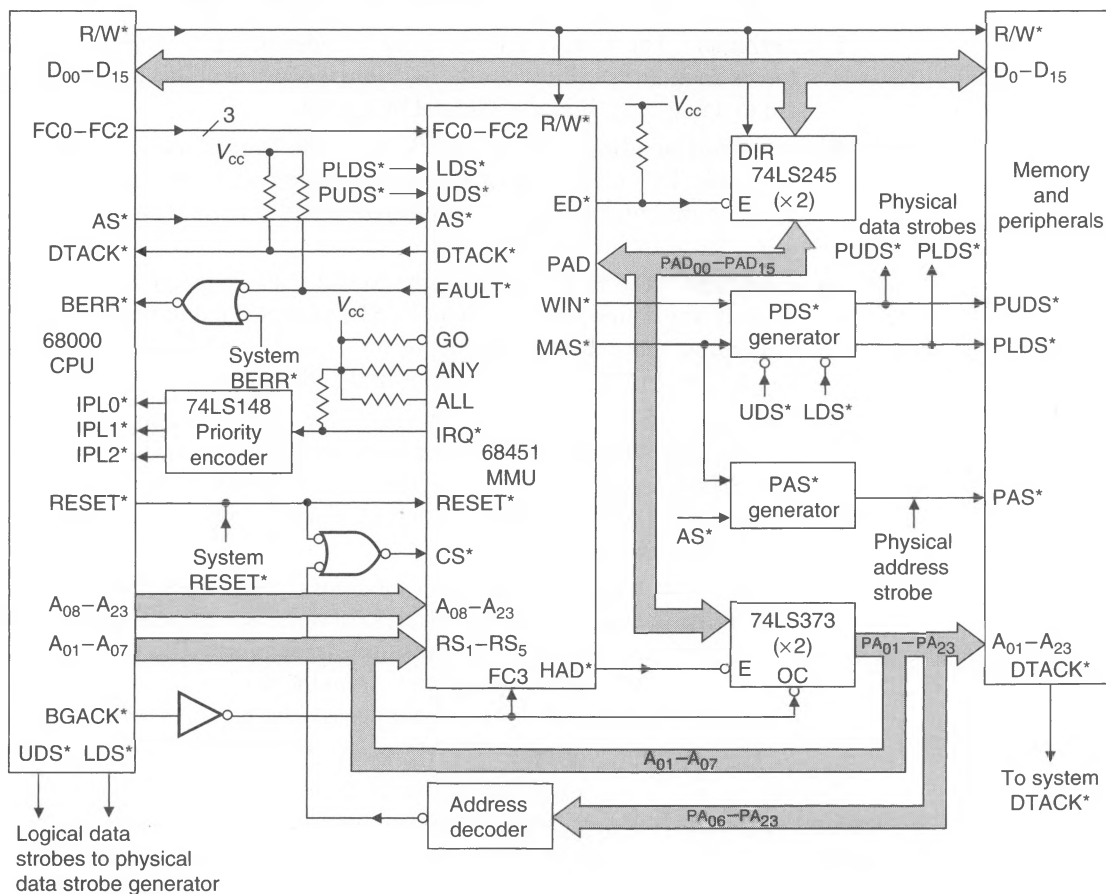 R/W*
D00–D15
FC0–FC2
3
Vcc
AS*
DTACK*
BERR*
68000
CPU
System
BERR*
IPL0*
IPL1*
IPL2*
74LS148
Priority
encoder
RESET*
System
RESET*
A08–A23
A01–A07
BGACK*
UDS* LDS*
Logical data
strobes to physical
data strobe generator
R/W*
FC0–FC2
PLDS*
LDS*
PUDS*
UDS*
AS*
DTACK*
FAULT*
Vcc
GO
ANY
ALL
IRQ*
68451
MMU
RESET*
CS*
A08–A23
RS1–RS5
FC3
ED*
PAD
WIN*
MAS*
HAD*
Vcc
DIR
74LS245
(×2)
E
PAD00–PAD15
PDS*
generator
UDS* LDS*
Physical
data strobes
PUDS* PLDS*
PAS*
generator
AS*
Physical
address
strobe
74LS373
(×2)
E
OC
PA01–PA23
A01–A07
Address
decoder
PA06–PA23
R/W*
D0–D15
Memory
and
peripherals
PUDS*
PLDS*
PAS*
A01–A23
DTACK*
To system
DTACK*